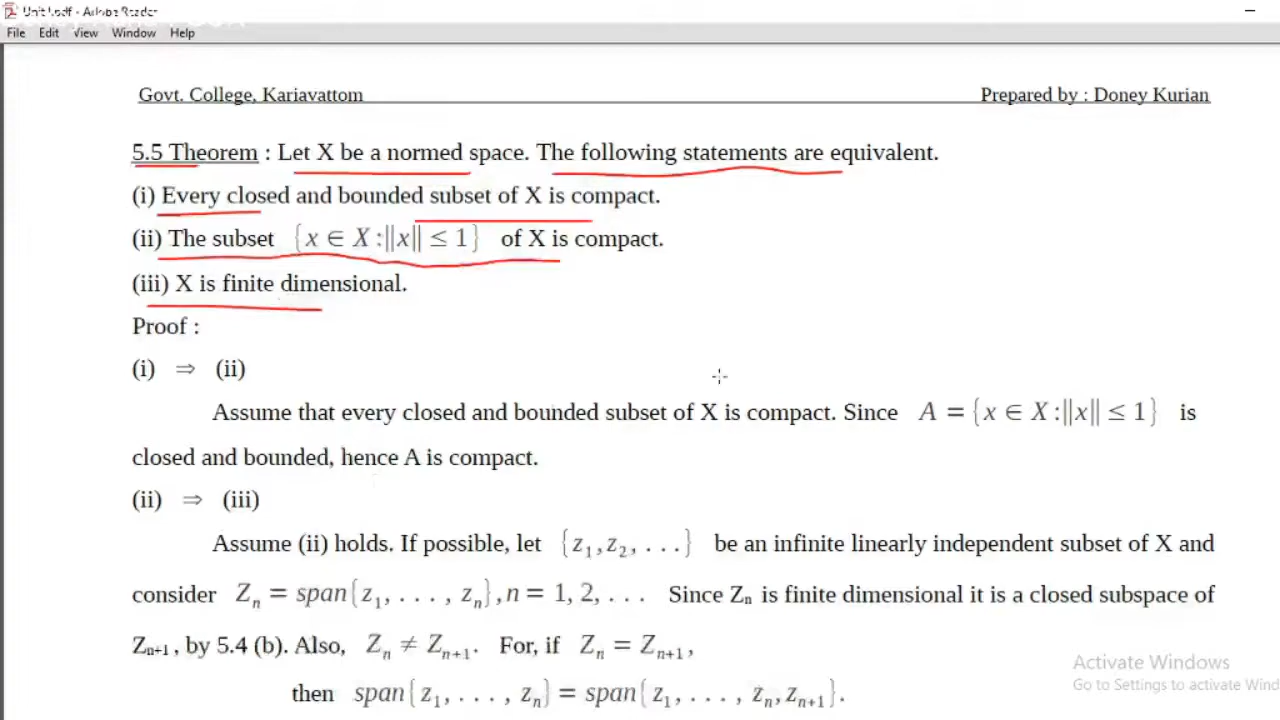 Unit I.pdf - Adobe Reader
File Edit View Window Help
Govt. College, Kariavattom Prepared by : Doney Kurian
5.5 Theorem : Let X be a normed space. The following statements are equivalent.
(i) Every closed and bounded subset of X is compact.
(ii) The subset {x ∈ X :||x|| ≤ 1} of X is compact.
(iii) X is finite dimensional.
Proof :
(i) ⇒ (ii)
Assume that every closed and bounded subset of X is compact. Since A = {x ∈ X :||x|| ≤ 1} is
closed and bounded, hence A is compact.
(ii) ⇒ (iii)
Assume (ii) holds. If possible, let {z₁,z₂, . . .} be an infinite linearly independent subset of X and
consider Zₙ = span{z₁, . . . , zₙ}, n = 1, 2, . . . Since Zₙ is finite dimensional it is a closed subspace of
Zₙ₊₁ , by 5.4 (b). Also, Zₙ ≠ Zₙ₊₁. For, if Zₙ = Zₙ₊₁,
then span{z₁, . . . , zₙ} = span{z₁, . . . , zₙ, zₙ₊₁}.
Activate Windows
Go to Settings to activate Wind